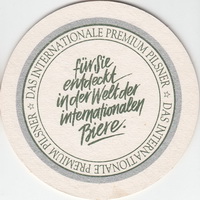 ☆ DAS INTERNATIONALE PREMIUM PILSNER ☆ DAS INTERNATIONALE PREMIUM PILSNER
für Sie
entdeckt
in der Welt der
internationalen
Biere.